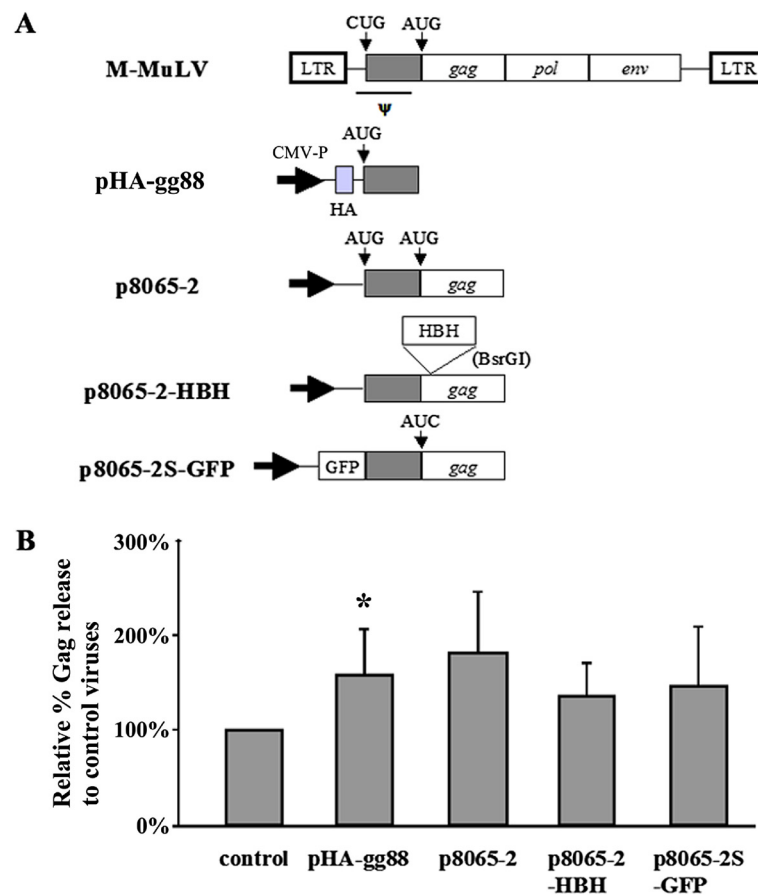 A
CUG AUG
M-MuLV LTR gag pol env LTR
Ψ
AUG
CMV-P
pHA-gg88
HA
AUG AUG
p8065-2 gag
HBH
(BsrGI)
p8065-2-HBH gag
AUC
p8065-2S-GFP GFP gag
B
Relative % Gag release
to control viruses
300%
200%
100%
0%
*
control pHA-gg88 p8065-2 p8065-2 p8065-2S
-HBH -GFP